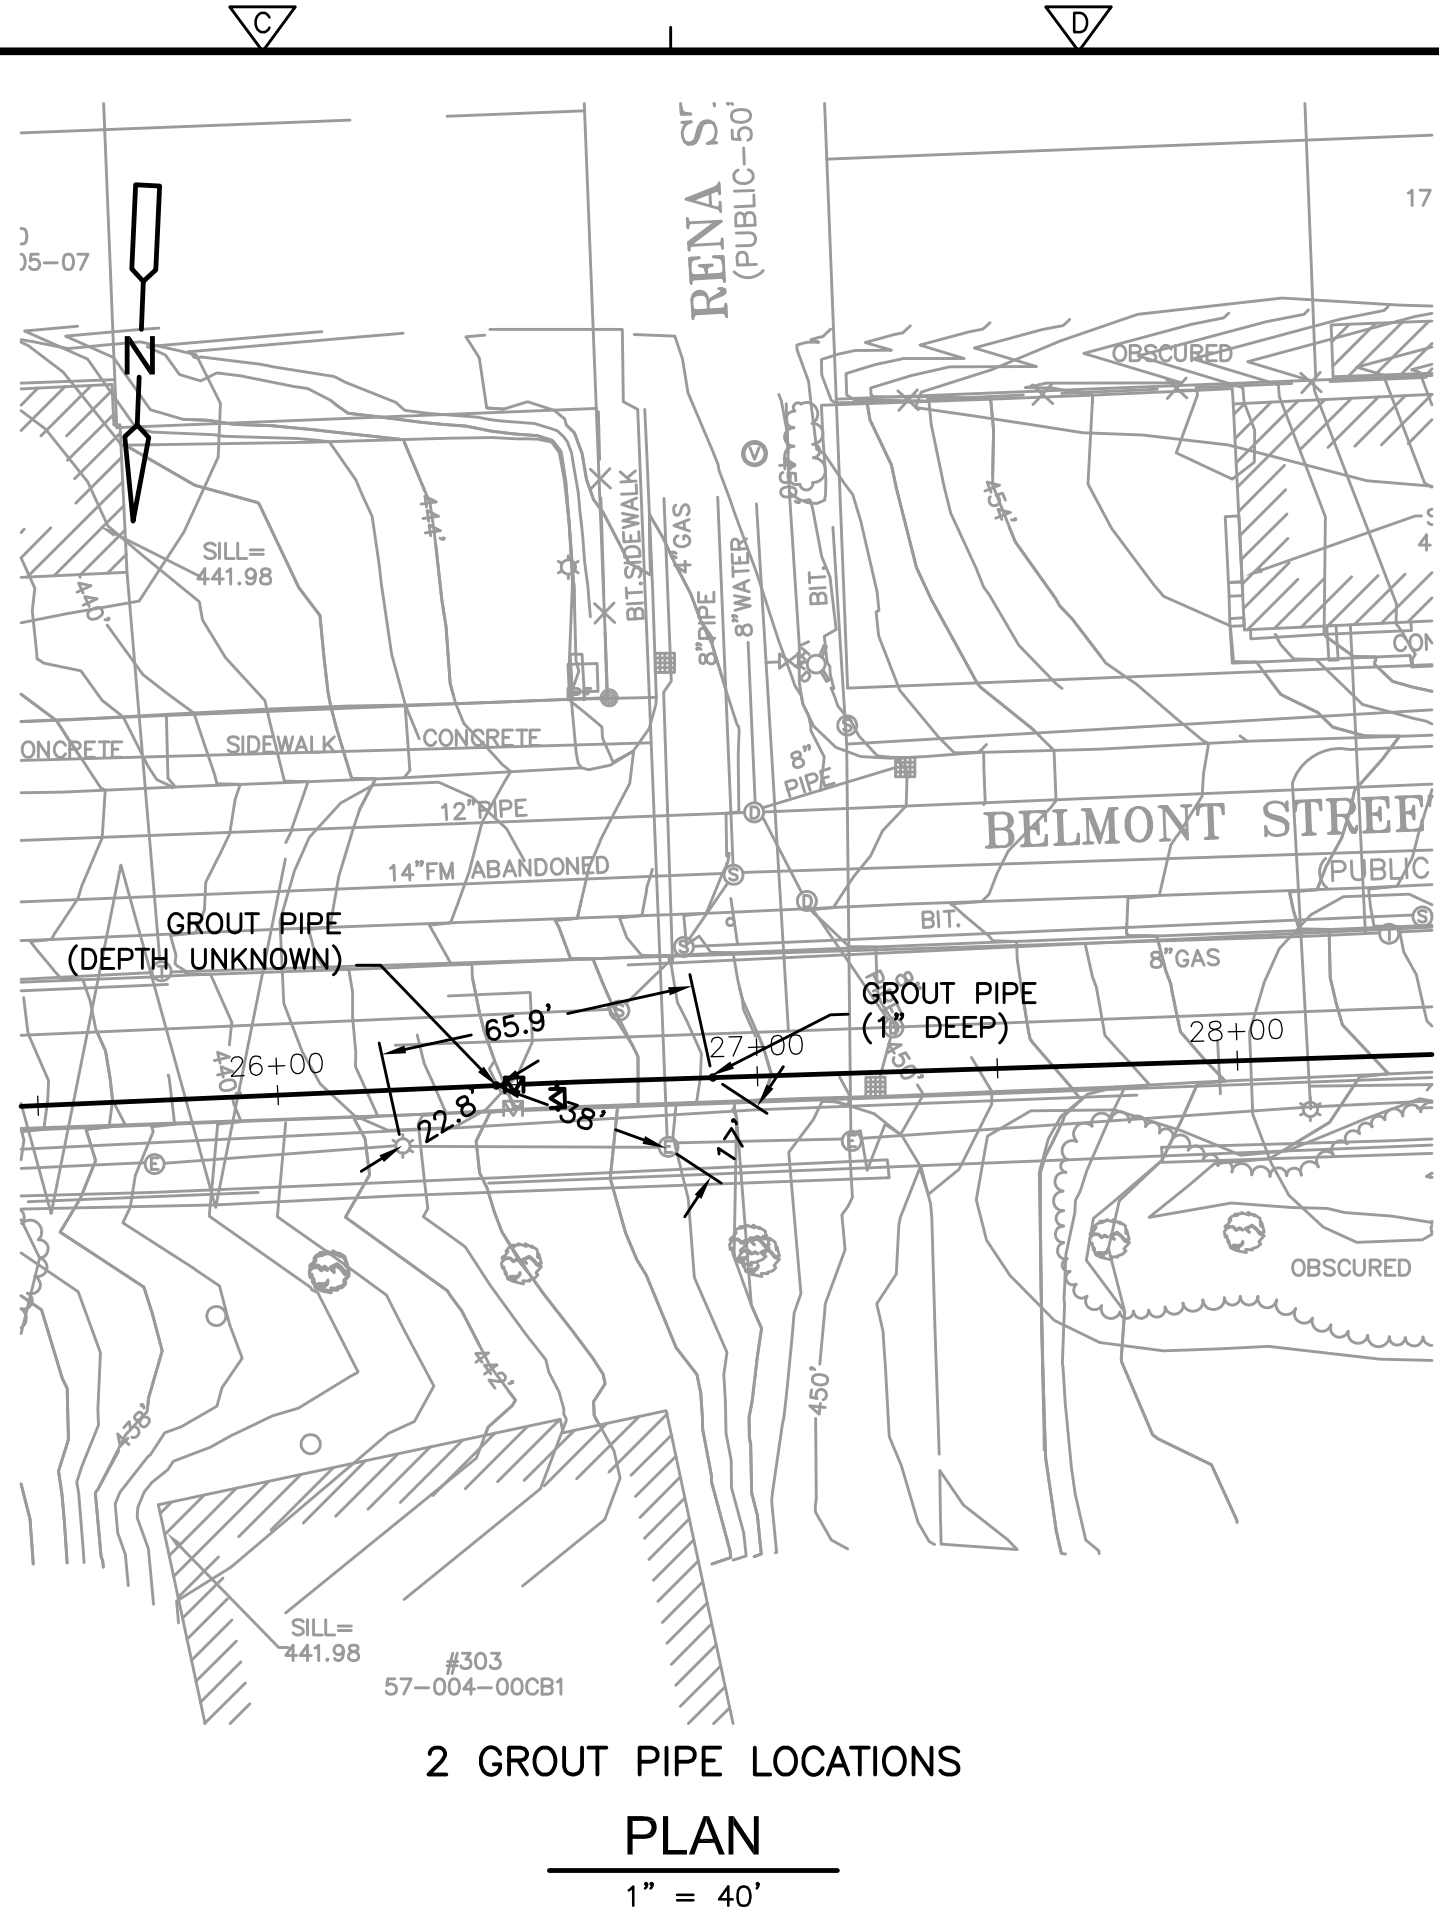 C
D
RENA
(PUBLIC-50'
17
05-07
N
OBSCURED
SILL=
441.98
444'
440'
BIT.SIDEWALK
4"GAS
8"PIPE
8"WATER
V
450'
BIT.
454'
ONCRETE
SIDEWALK
CONCRETE
S
8"
PIPE
12"PIPE
D
BELMONT STREE
14"FM ABANDONED
S
(PUBLIC
D
GROUT PIPE
(DEPTH UNKNOWN)
BIT.
S
S
T
8"GAS
65.9'
S
GROUT PIPE
(1" DEEP)
26+00
27+00
28+00
440'
450'
22.8'
38'
17'
E
E
E
OBSCURED
442'
450'
438'
SILL=
441.98
#303
57-004-00CB1
2 GROUT PIPE LOCATIONS
PLAN
1" = 40'